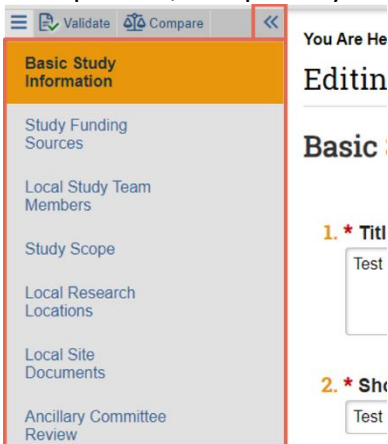 Validate Compare
Basic Study
Information
Study Funding
Sources
Local Study Team
Members
Study Scope
Local Research
Locations
Local Site
Documents
Ancillary Committee
Review
You Are He
Editin
Basic
1. * Titl
Test
2. * Sho
Test